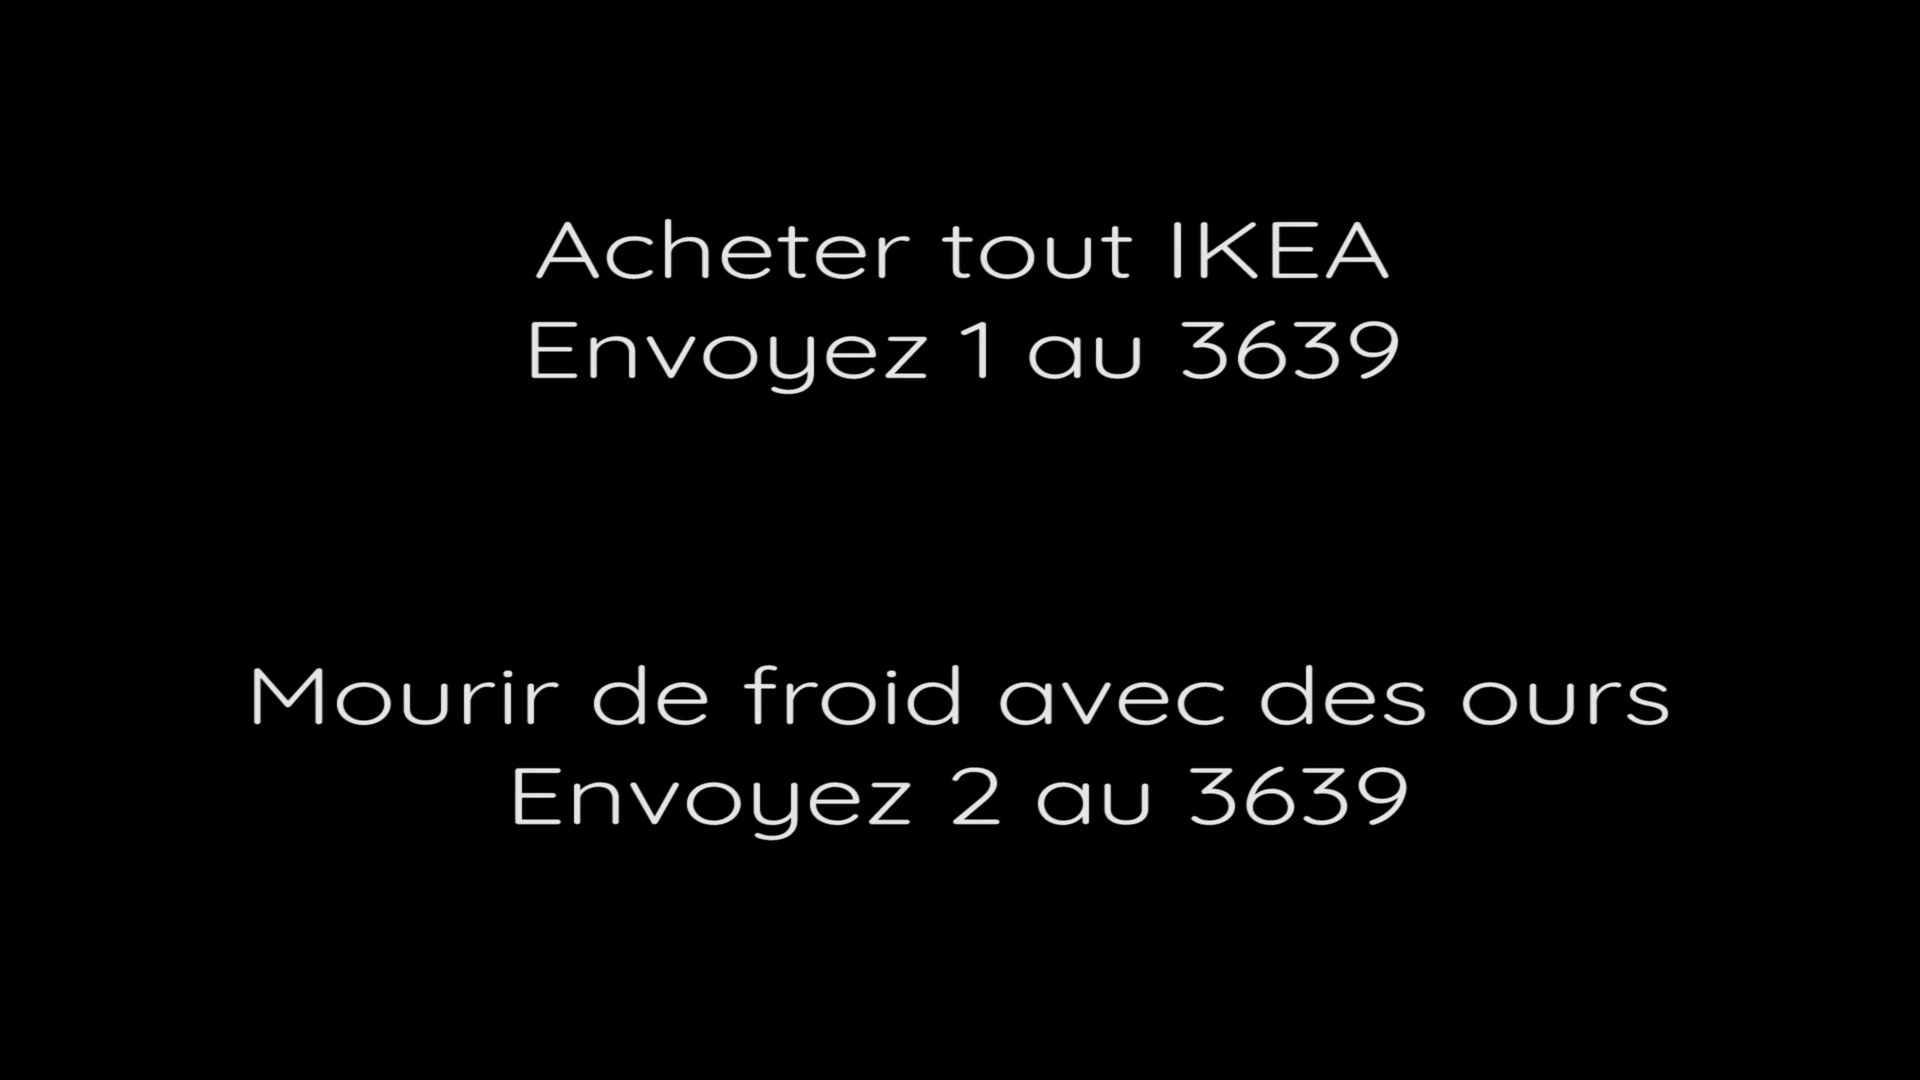 Acheter tout IKEA
Envoyez 1 au 3639
Mourir de froid avec des ours
Envoyez 2 au 3639